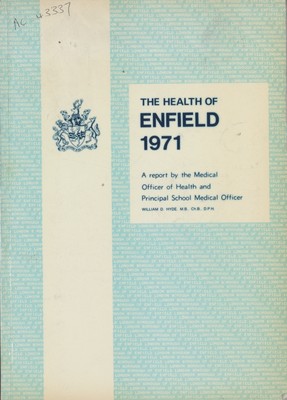 AC 43337
THE HEALTH OF
ENFIELD
1971
A report by the Medical
Officer of Health and
Principal School Medical Officer
WILLIAM D. HYDE, M.B., Ch.B., D.P.H.